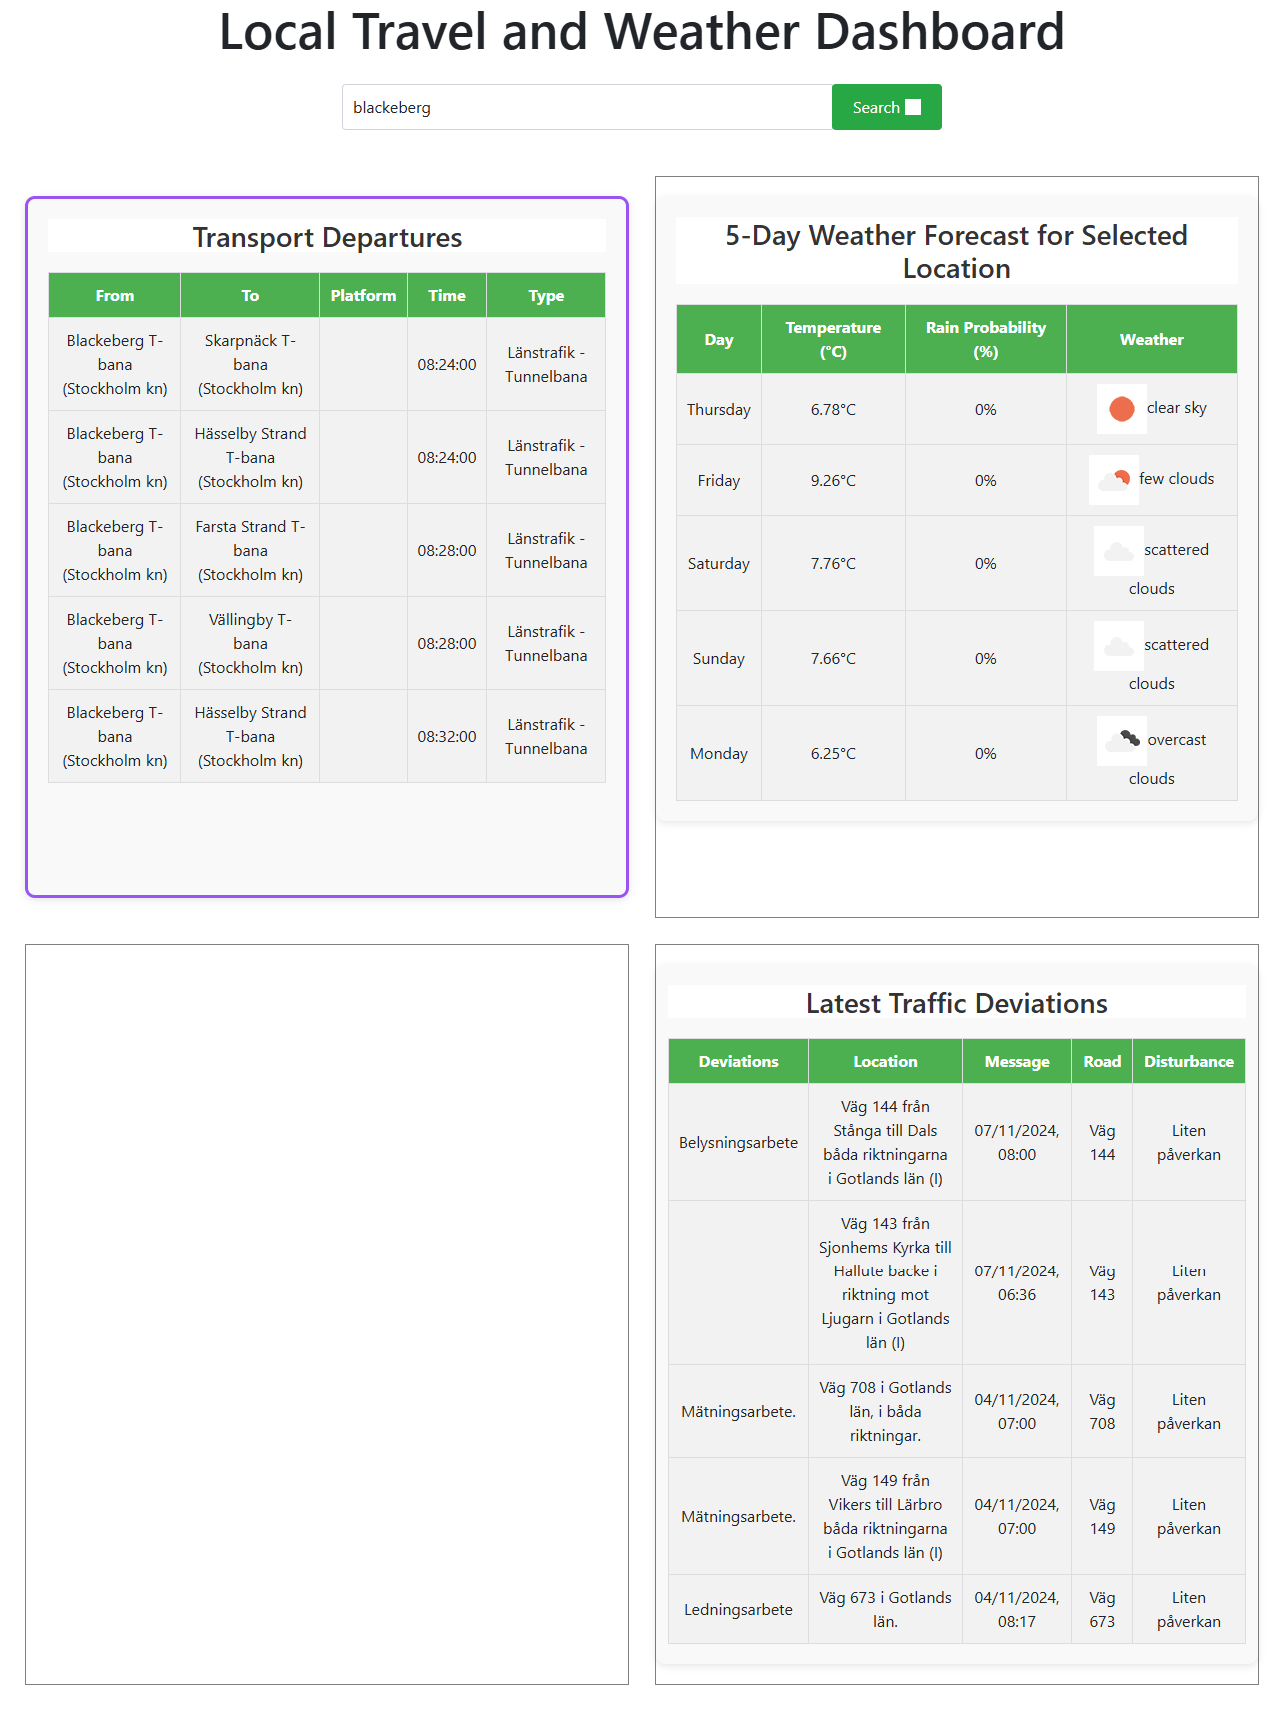 Local Travel and Weather Dashboard
blackeberg
Search
Transport Departures
From To Platform Time Type
Blackeberg T-
bana
(Stockholm kn)
Skarpnäck T-
bana
(Stockholm kn)
08:24:00
Länstrafik -
Tunnelbana
Blackeberg T-
bana
(Stockholm kn)
Hässelby Strand
T-bana
(Stockholm kn)
08:24:00
Länstrafik -
Tunnelbana
Blackeberg T-
bana
(Stockholm kn)
Farsta Strand T-
bana
(Stockholm kn)
08:28:00
Länstrafik -
Tunnelbana
Blackeberg T-
bana
(Stockholm kn)
Vällingby T-
bana
(Stockholm kn)
08:28:00
Länstrafik -
Tunnelbana
Blackeberg T-
bana
(Stockholm kn)
Hässelby Strand
T-bana
(Stockholm kn)
08:32:00
Länstrafik -
Tunnelbana
5-Day Weather Forecast for Selected
Location
Day
Temperature
(°C)
Rain Probability
(%)
Weather
Thursday 6.78°C 0% clear sky
Friday 9.26°C 0% few clouds
Saturday 7.76°C 0% scattered
clouds
Sunday 7.66°C 0% scattered
clouds
Monday 6.25°C 0% overcast
clouds
Latest Traffic Deviations
Deviations Location Message Road Disturbance
Belysningsarbete
Väg 144 från
Stånga till Dals
båda riktningarna
i Gotlands län (I)
07/11/2024,
08:00
Väg
144
Liten
påverkan
Väg 143 från
Sjonhems Kyrka till
Hallute backe i
riktning mot
Ljugarn i Gotlands
län (I)
07/11/2024,
06:36
Väg
143
Liten
påverkan
Mätningsarbete.
Väg 708 i Gotlands
län, i båda
riktningar.
04/11/2024,
07:00
Väg
708
Liten
påverkan
Mätningsarbete.
Väg 149 från
Vikers till Lärbro
båda riktningarna
i Gotlands län (I)
04/11/2024,
07:00
Väg
149
Liten
påverkan
Ledningsarbete
Väg 673 i Gotlands
län.
04/11/2024,
08:17
Väg
673
Liten
påverkan